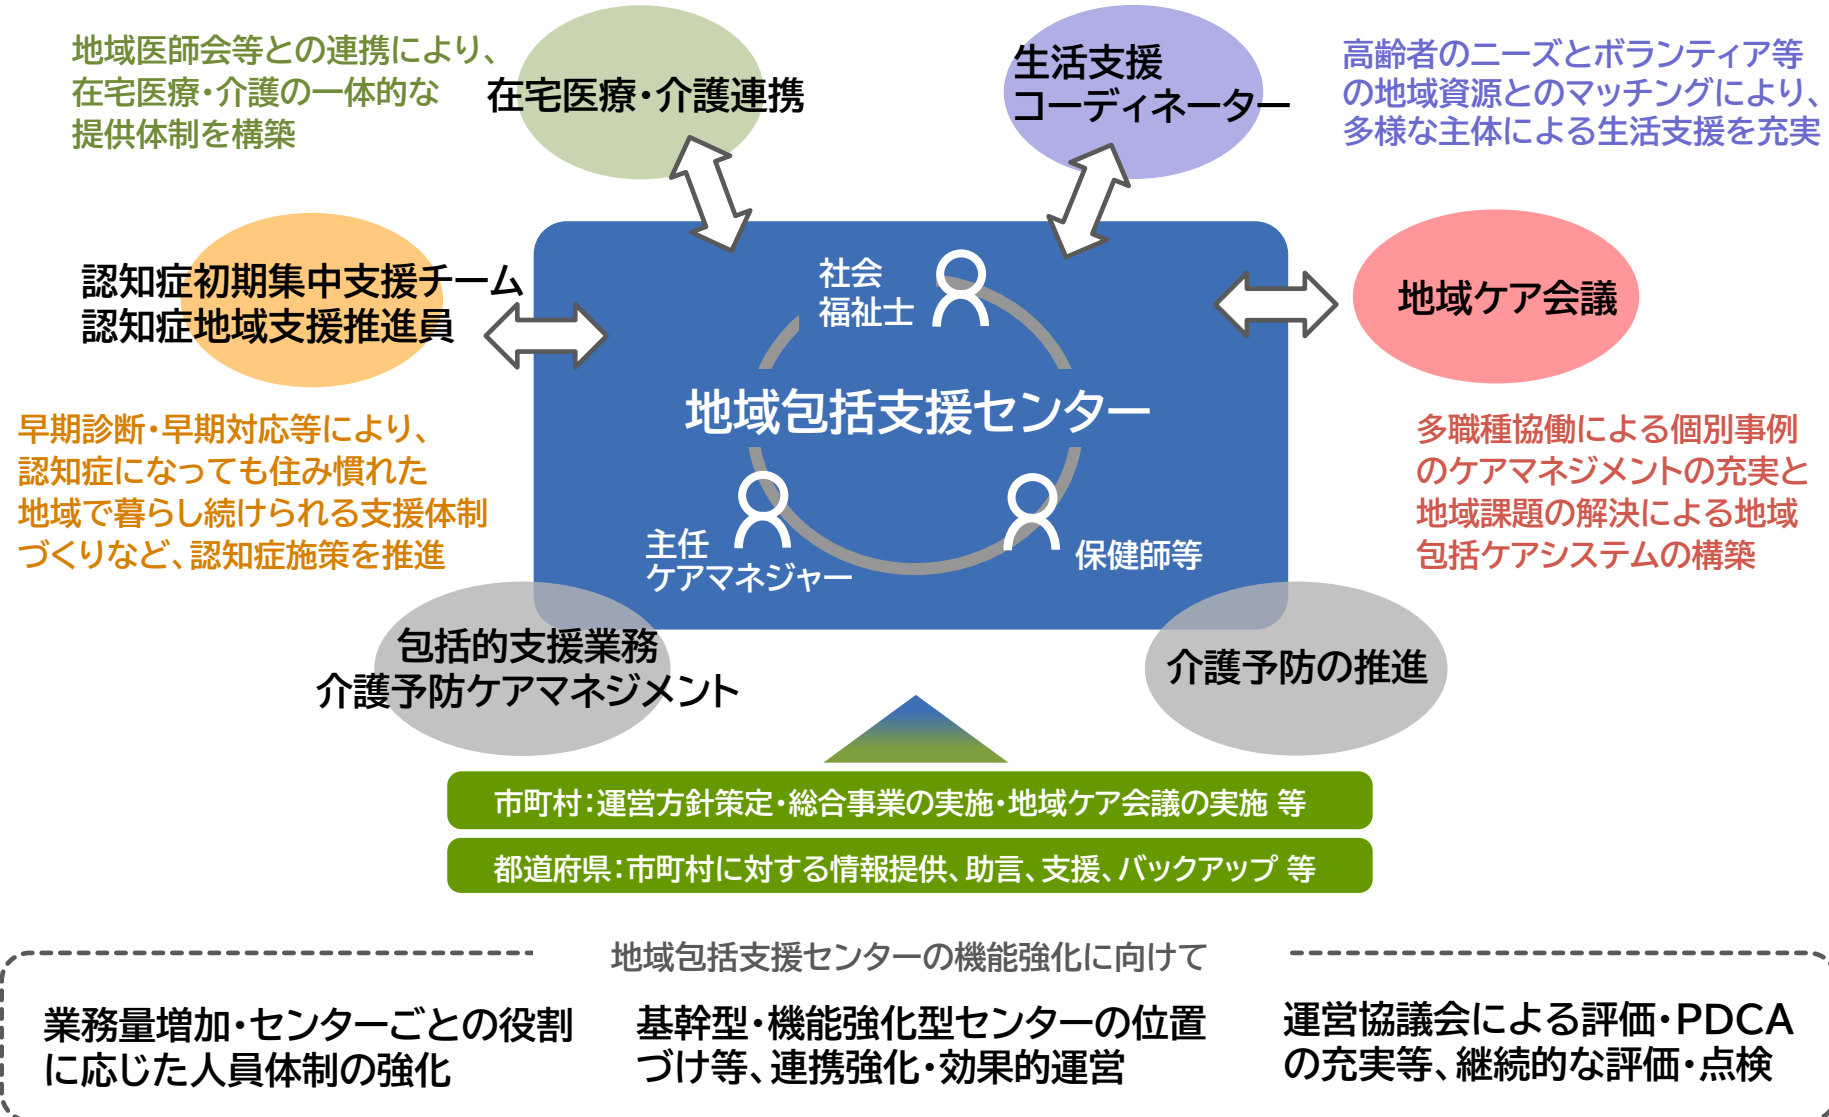 地域医師会等との連携により、
在宅医療・介護の一体的な
提供体制を構築
在宅医療・介護連携
生活支援
コーディネーター
高齢者のニーズとボランティア等
の地域資源とのマッチングにより、
多様な主体による生活支援を充実
認知症初期集中支援チーム
認知症地域支援推進員
早期診断・早期対応等により、
認知症になっても住み慣れた
地域で暮らし続けられる支援体制
づくりなど、認知症施策を推進
社会
福祉士
地域包括支援センター
主任
ケアマネジャー
保健師等
地域ケア会議
多職種協働による個別事例
のケアマネジメントの充実と
地域課題の解決による地域
包括ケアシステムの構築
包括的支援業務
介護予防ケアマネジメント
介護予防の推進
市町村：運営方針策定・総合事業の実施・地域ケア会議の実施 等
都道府県：市町村に対する情報提供、助言、支援、バックアップ 等
地域包括支援センターの機能強化に向けて
業務量増加・センターごとの役割
に応じた人員体制の強化
基幹型・機能強化型センターの位置
づけ等、連携強化・効果的運営
運営協議会による評価・PDCA
の充実等、継続的な評価・点検